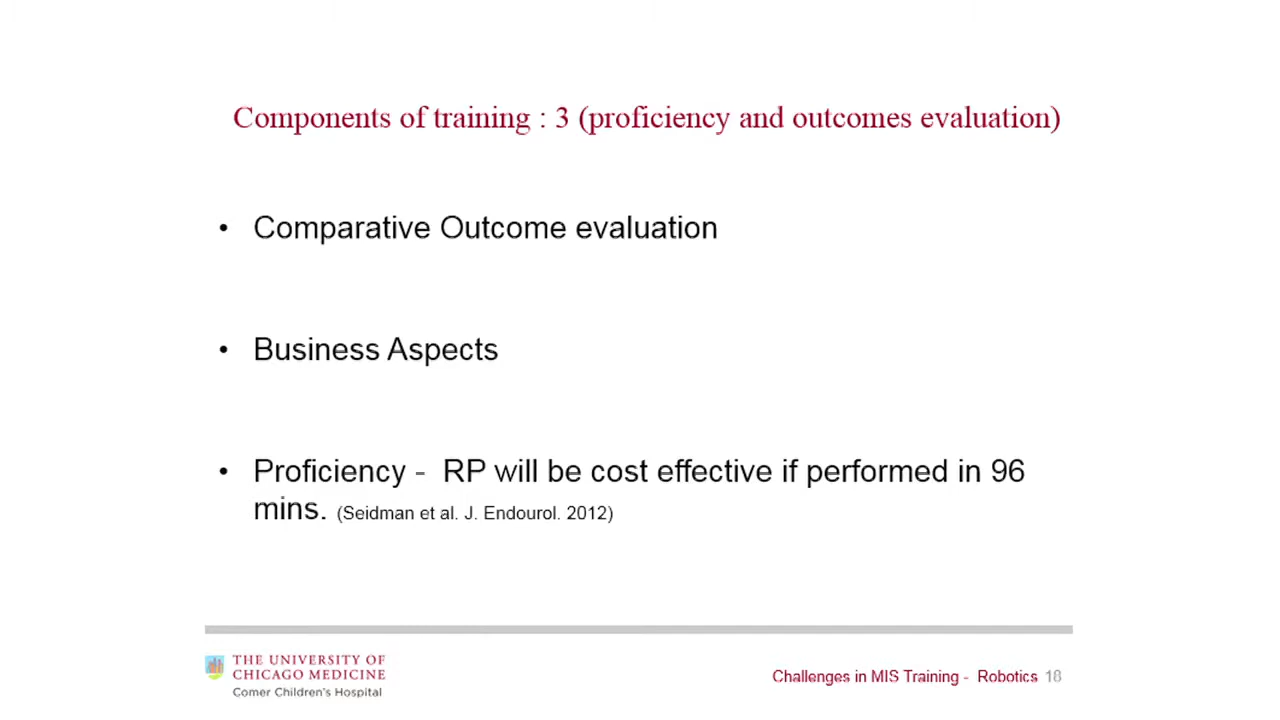 Components of training : 3 (proficiency and outcomes evaluation)
• Comparative Outcome evaluation
• Business Aspects
• Proficiency - RP will be cost effective if performed in 96
mins. (Seidman et al. J. Endourol. 2012)
THE UNIVERSITY OF
CHICAGO MEDICINE
Comer Children's Hospital
Challenges in MIS Training - Robotics 18